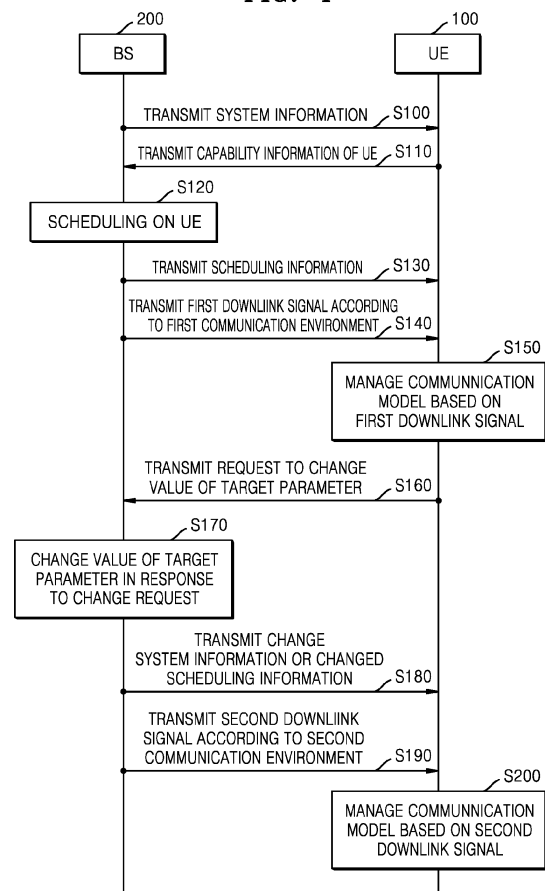 200
100
BS
UE
TRANSMIT SYSTEM INFORMATION
S100
TRANSMIT CAPABILITY INFORMATION OF UE
S110
S120
SCHEDULING ON UE
TRANSMIT SCHEDULING INFORMATION
S130
TRANSMIT FIRST DOWNLINK SIGNAL ACCORDING
TO FIRST COMMUNICATION ENVIRONMENT
S140
S150
MANAGE COMMUNNICATION
MODEL BASED ON
FIRST DOWNLINK SIGNAL
TRANSMIT REQUEST TO CHANGE
VALUE OF TARGET PARAMETER
S160
S170
CHANGE VALUE OF TARGET
PARAMETER IN RESPONSE
TO CHANGE REQUEST
TRANSMIT CHANGE
SYSTEM INFORMATION OR CHANGED
SCHEDULING INFORMATION
S180
TRANSMIT SECOND DOWNLIINK
SIGNAL ACCORDING TO SECOND
COMMUNICATION ENVIRONMENT
S190
S200
MANAGE COMMUNNICATION
MODEL BASED ON SECOND
DOWNLINK SIGNAL